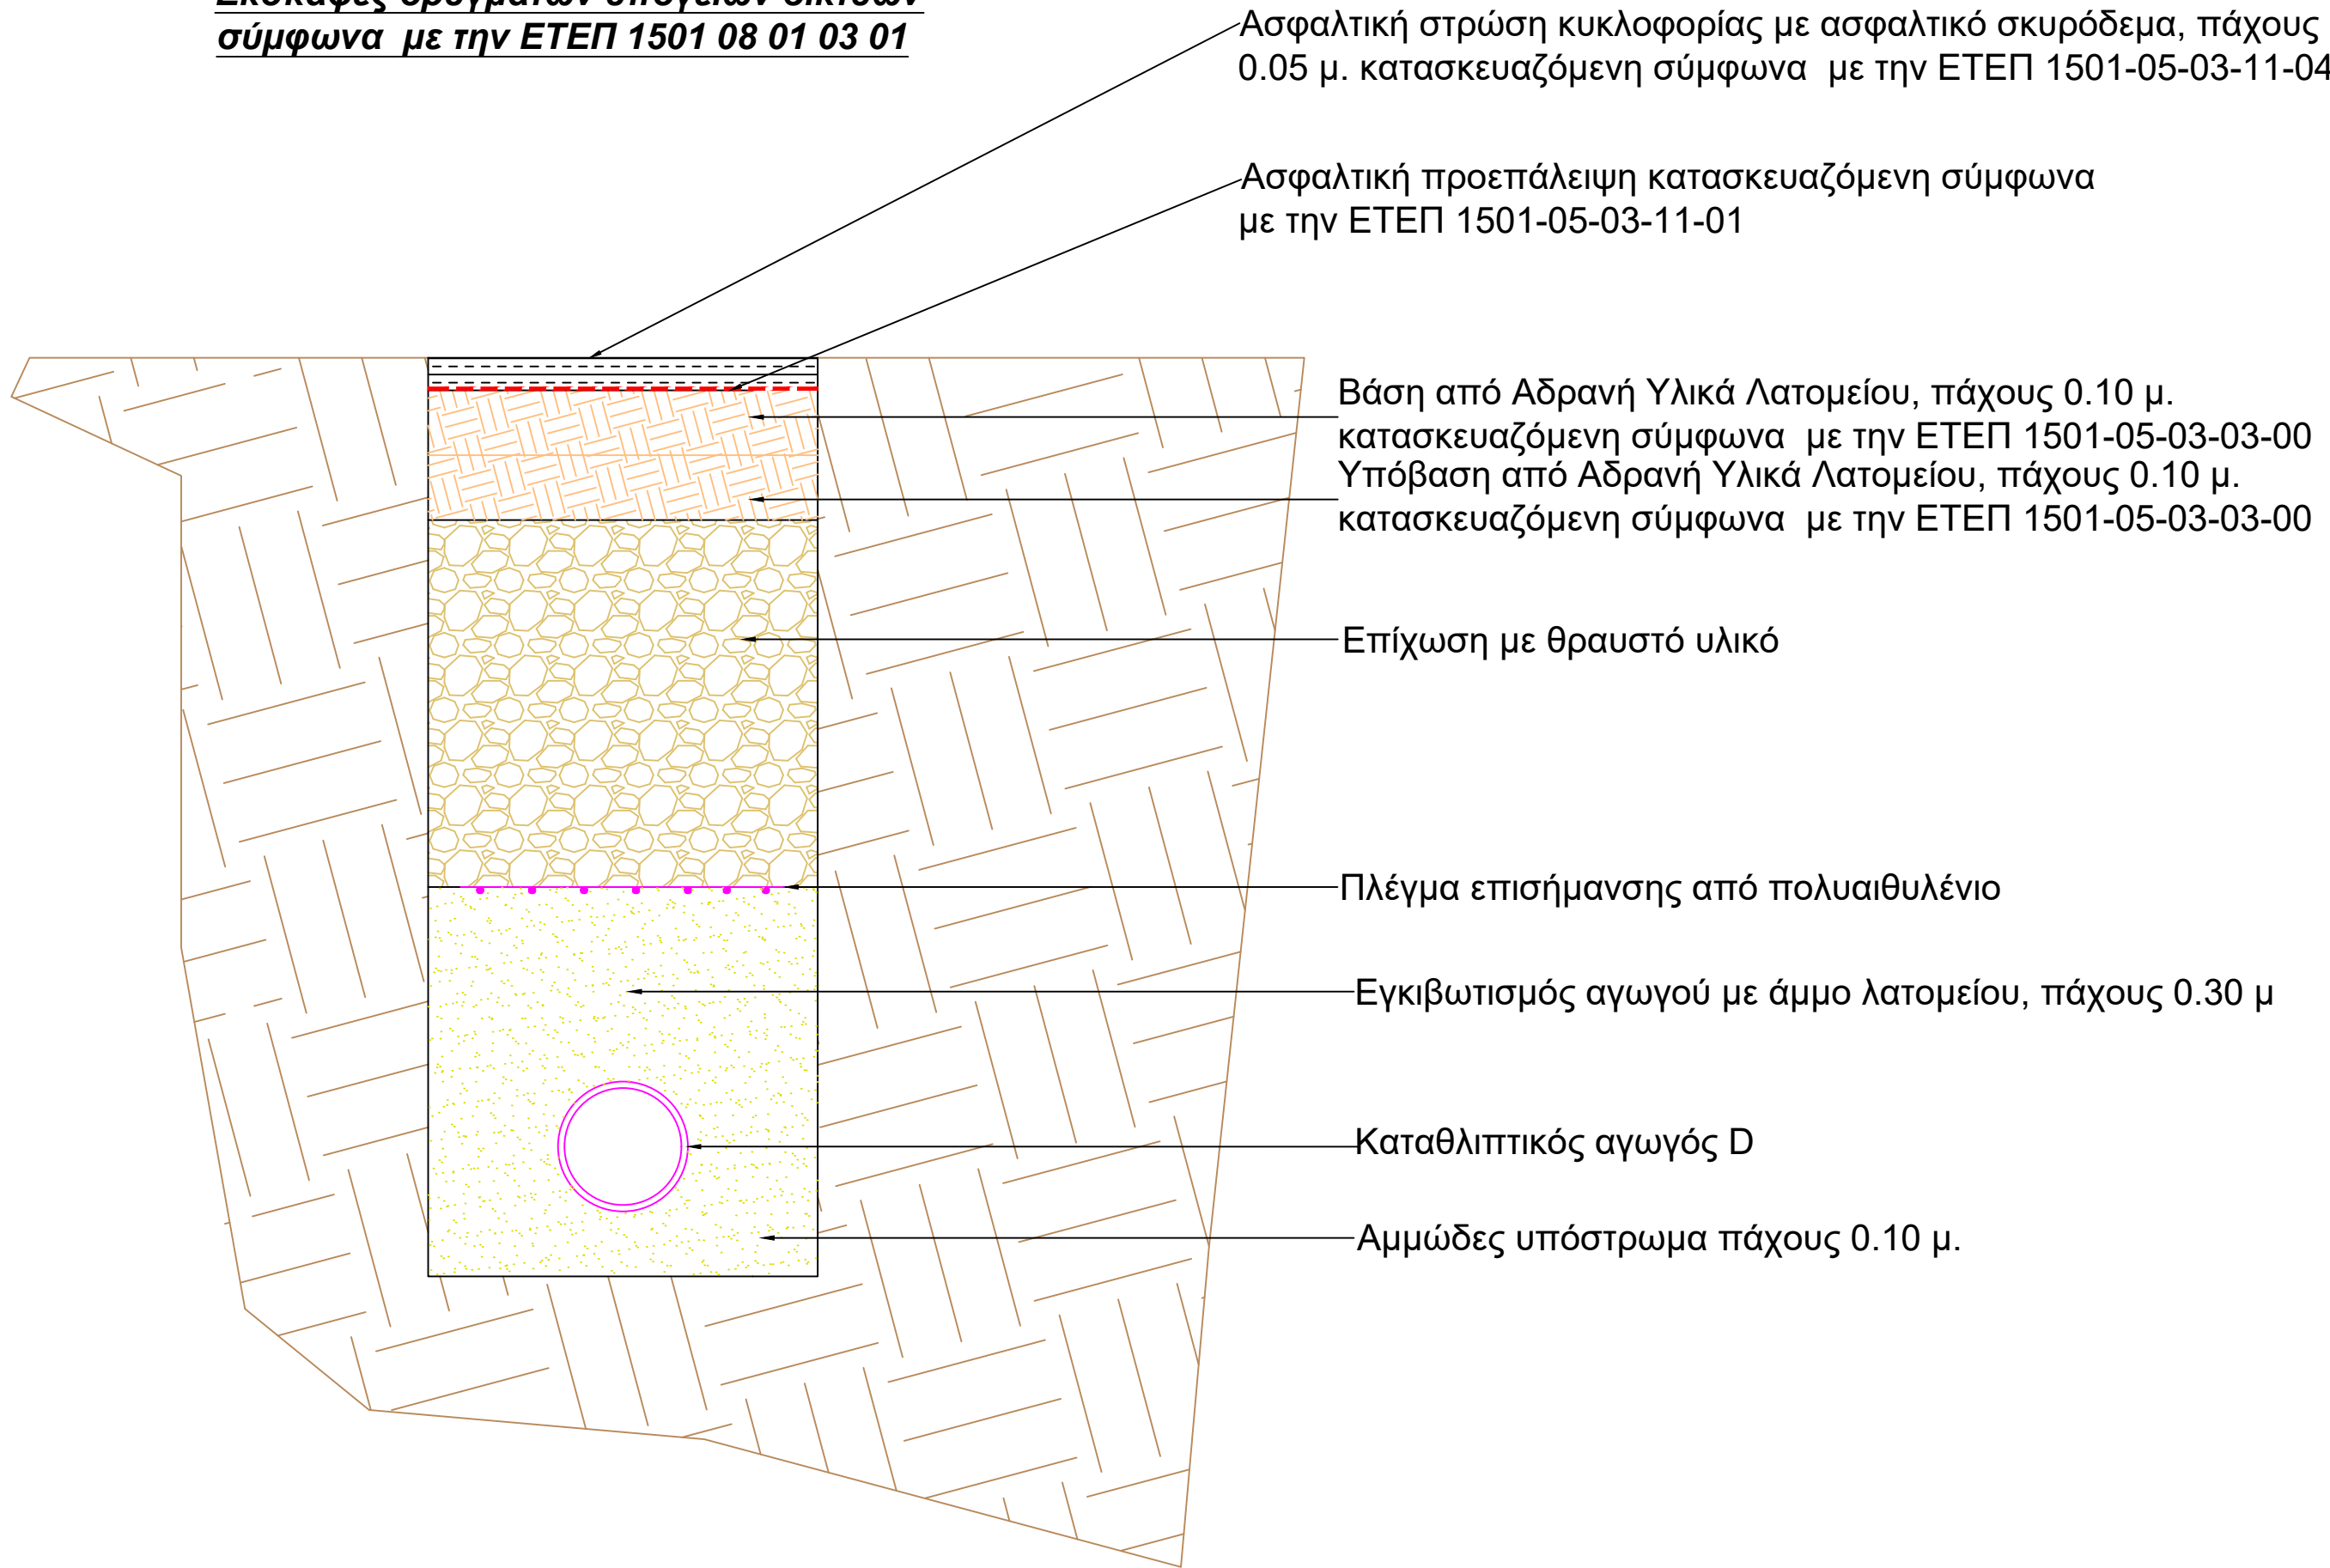 Εκσκαφές ορυγμάτων υπογείων δικτύων
σύμφωνα με την ΕΤΕΠ 1501 08 01 03 01
Ασφαλτική στρώση κυκλοφορίας με ασφαλτικό σκυρόδεμα, πάχους
0.05 μ. κατασκευαζόμενη σύμφωνα με την ΕΤΕΠ 1501-05-03-11-04
Ασφαλτική προεπάλειψη κατασκευαζόμενη σύμφωνα
με την ΕΤΕΠ 1501-05-03-11-01
Βάση από Αδρανή Υλικά Λατομείου, πάχους 0.10 μ.
κατασκευαζόμενη σύμφωνα με την ΕΤΕΠ 1501-05-03-03-00
Υπόβαση από Αδρανή Υλικά Λατομείου, πάχους 0.10 μ.
κατασκευαζόμενη σύμφωνα με την ΕΤΕΠ 1501-05-03-03-00
Επίχωση με θραυστό υλικό
Πλέγμα επισήμανσης από πολυαιθυλένιο
Εγκιβωτισμός αγωγού με άμμο λατομείου, πάχους 0.30 μ
Καταθλιπτικός αγωγός D
Αμμώδες υπόστρωμα πάχους 0.10 μ.